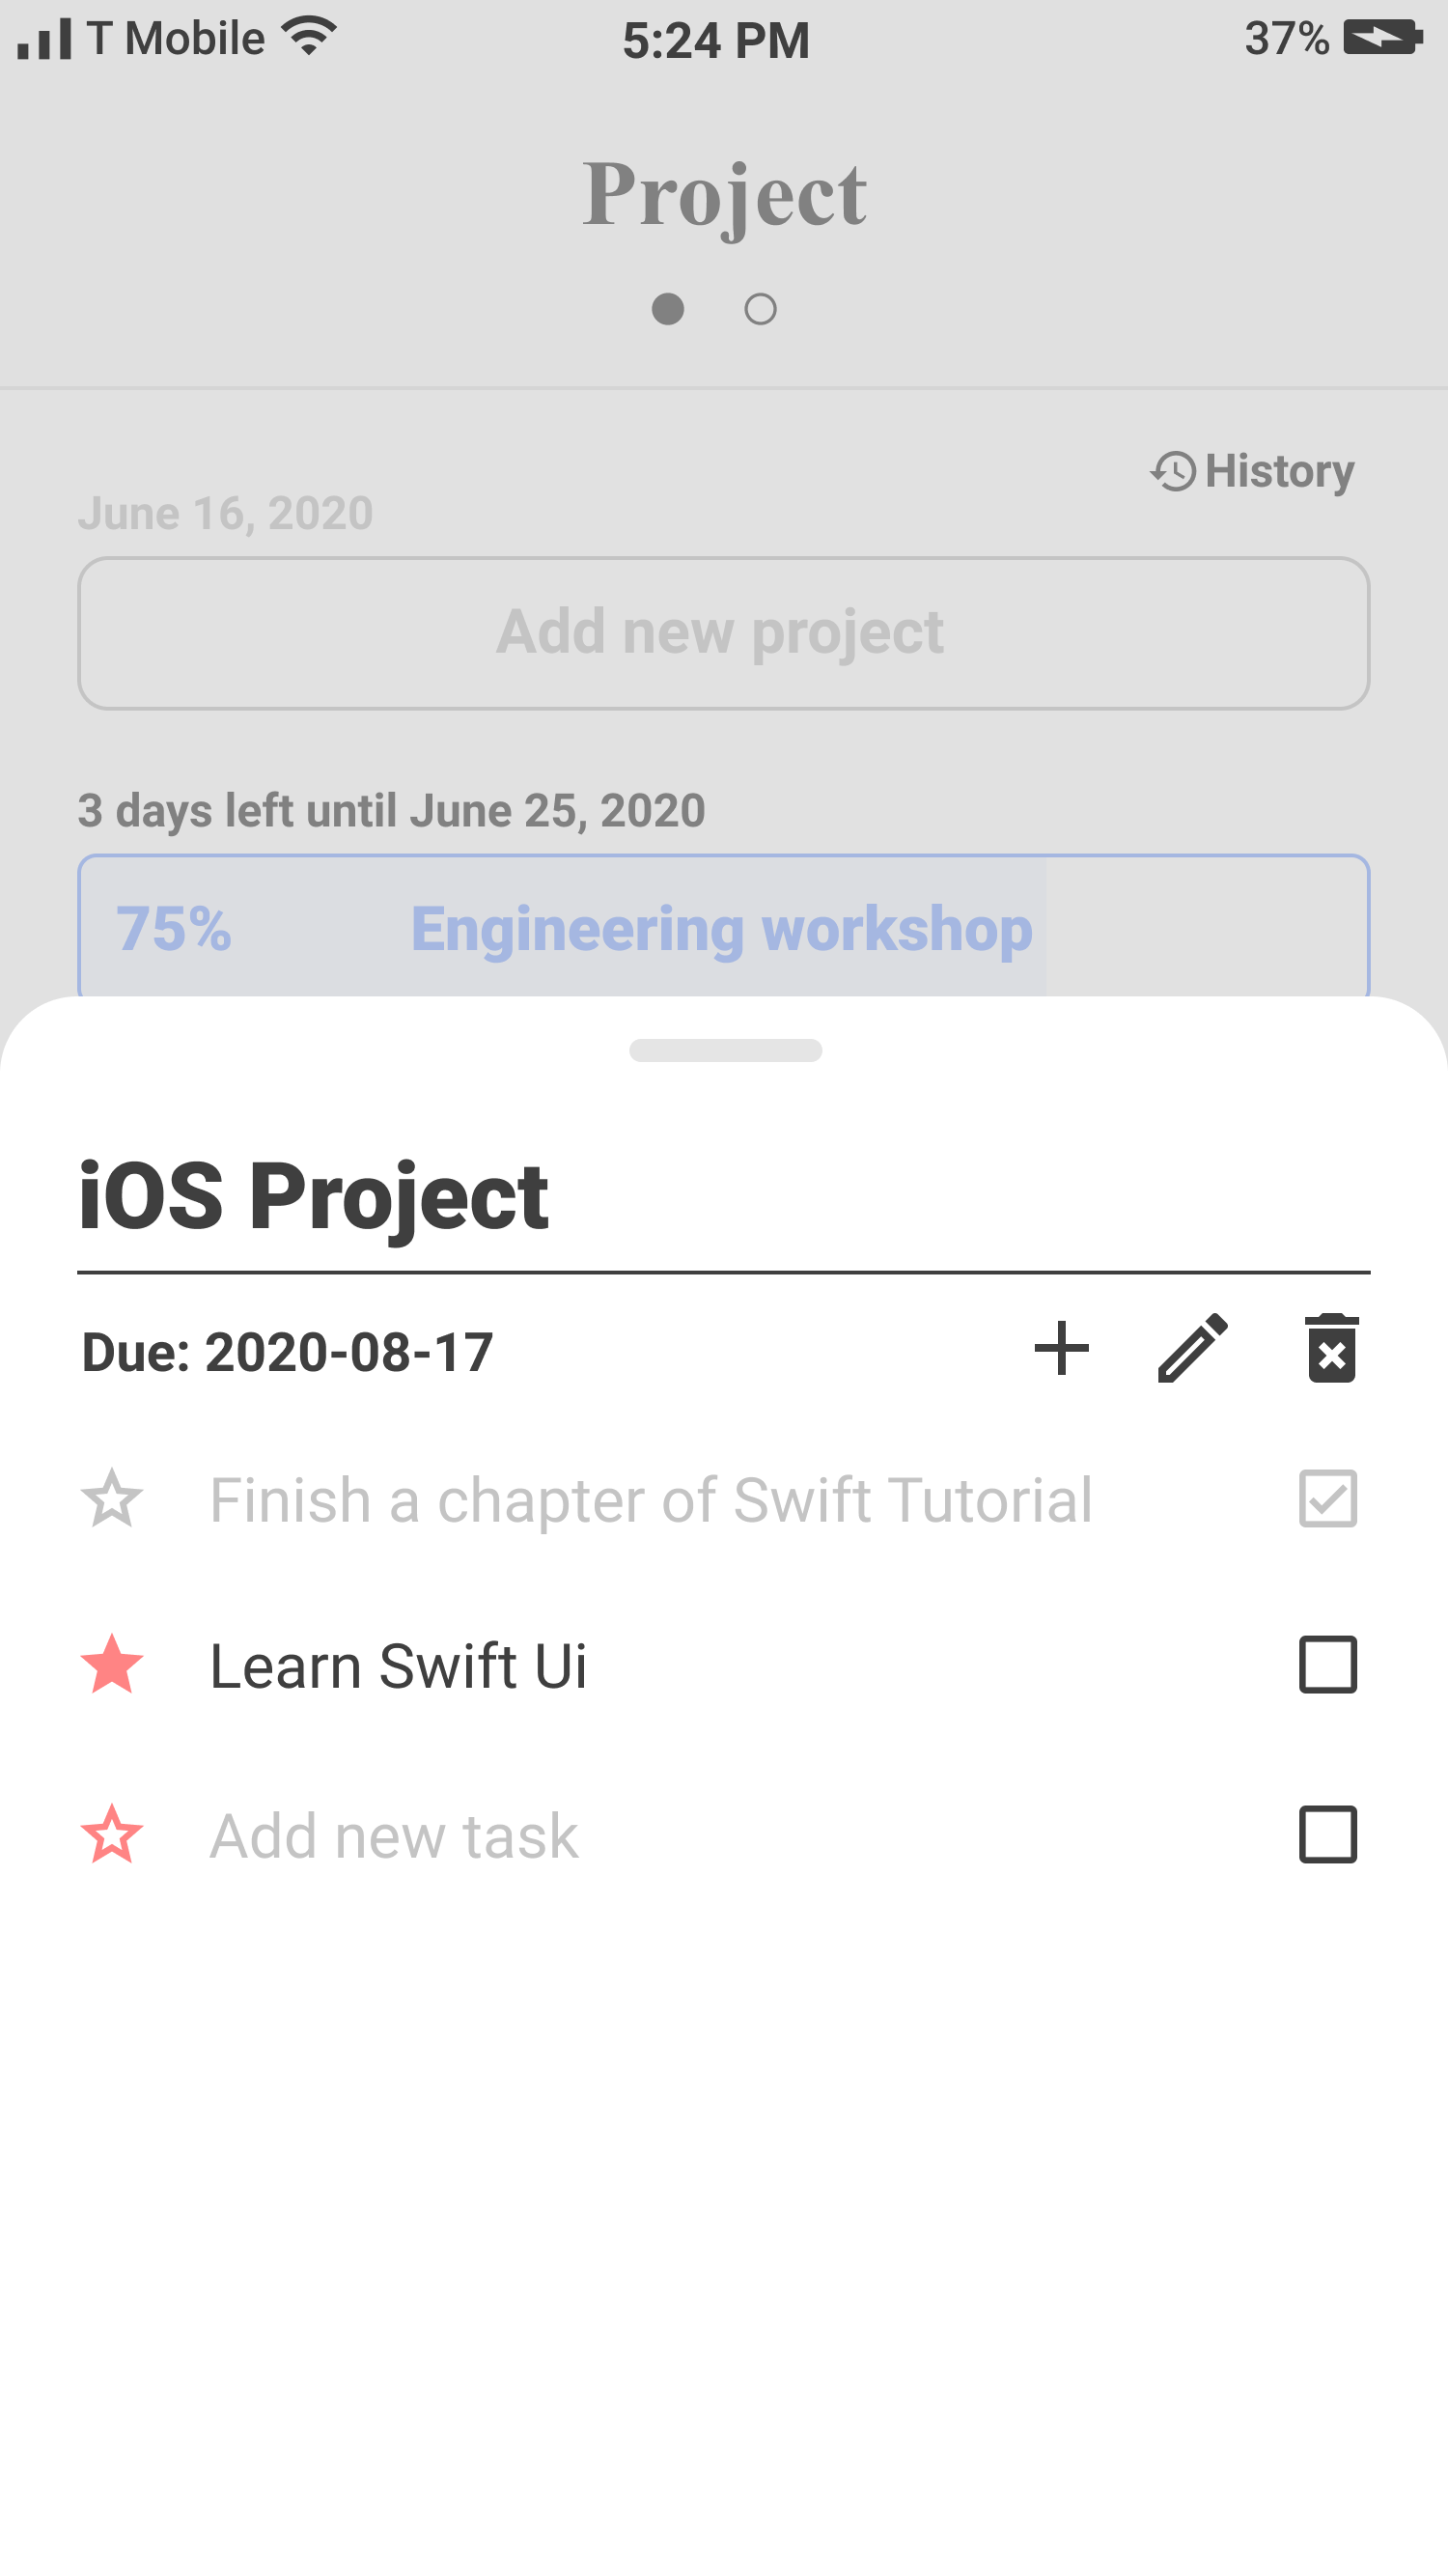 T Mobile 5:24 PM 37%
Project
History
June 16, 2020
Add new project
3 days left until June 25, 2020
75% Engineering workshop
iOS Project
Due: 2020-08-17
Finish a chapter of Swift Tutorial
Learn Swift Ui
Add new task